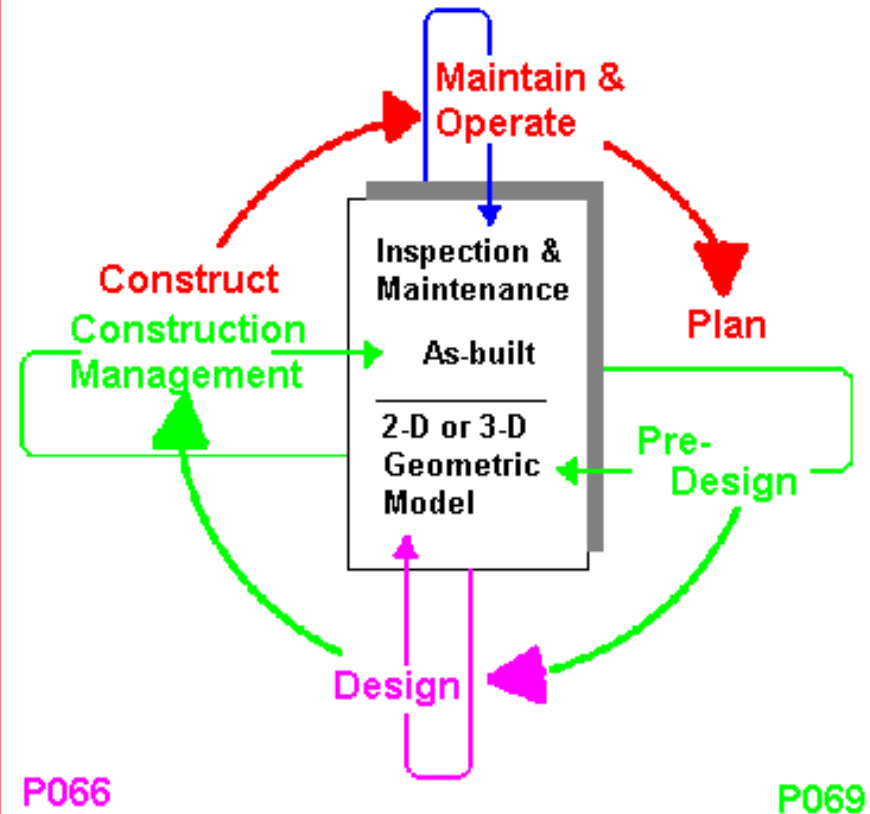 Maintain &
Operate
Inspection &
Maintenance
As-built
2-D or 3-D
Geometric
Model
Construct
Construction
Management
Plan
Pre-
Design
Design
P066
P069